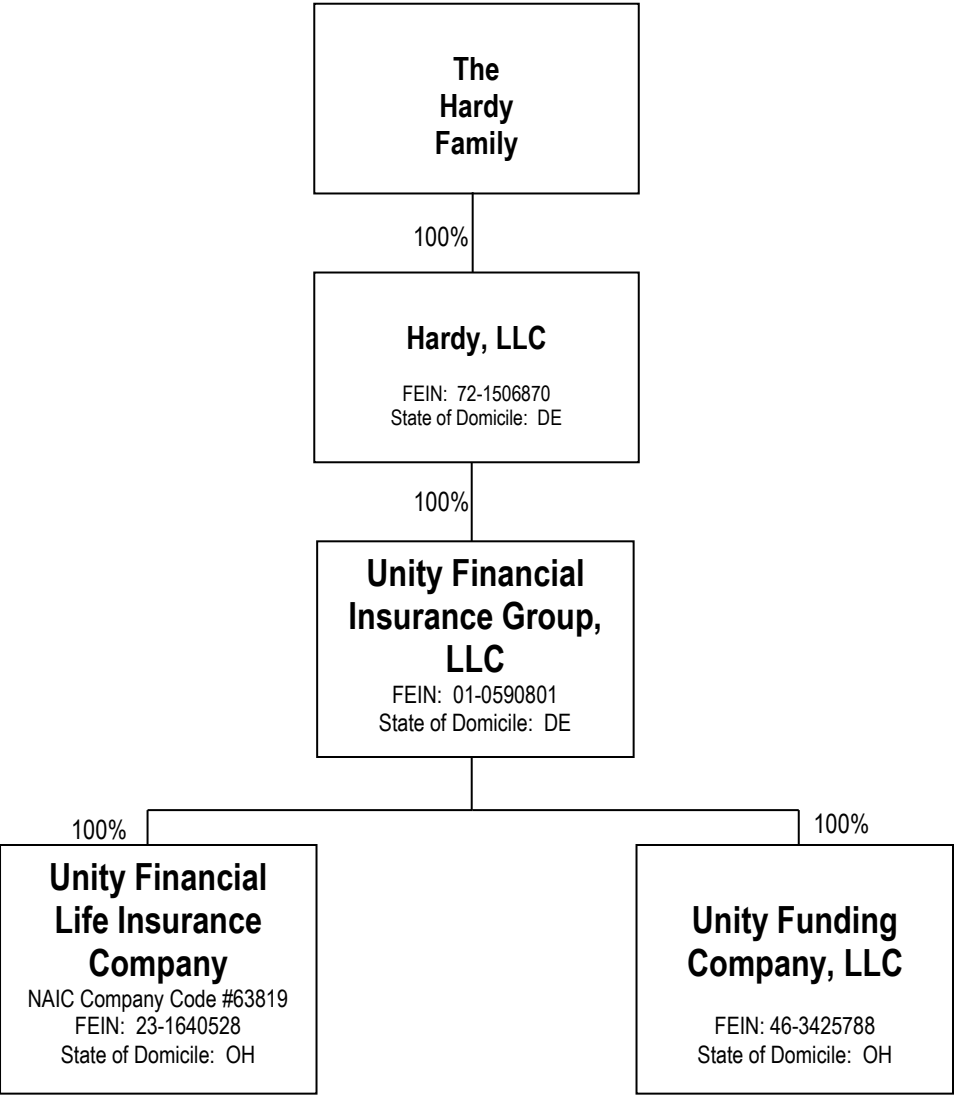 The
Hardy
Family
100%
Hardy, LLC
FEIN: 72-1506870
State of Domicile: DE
100%
Unity Financial
Insurance Group,
LLC
FEIN: 01-0590801
State of Domicile: DE
100%
100%
Unity Financial
Life Insurance
Company
NAIC Company Code #63819
FEIN: 23-1640528
State of Domicile: OH
Unity Funding
Company, LLC
FEIN: 46-3425788
State of Domicile: OH